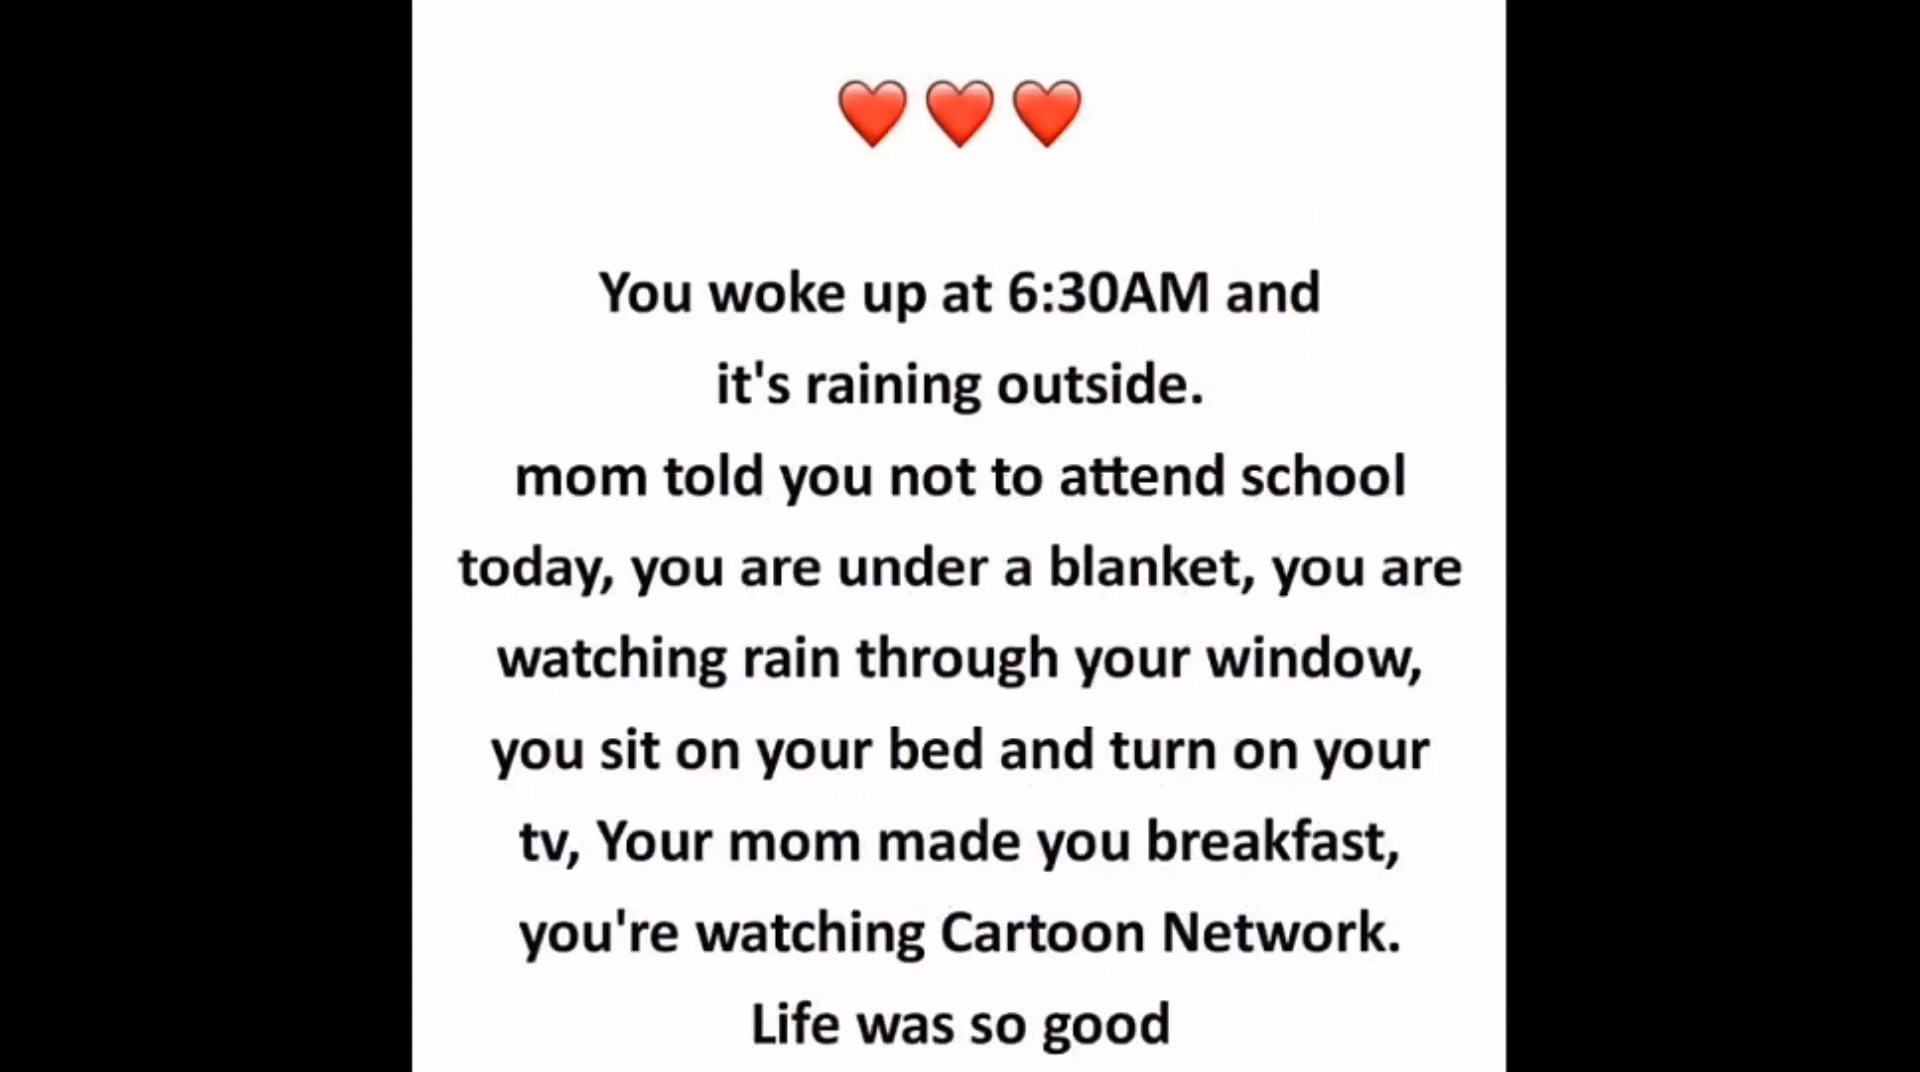 ❤️❤️❤️
You woke up at 6:30AM and
it's raining outside.
mom told you not to attend school
today, you are under a blanket, you are
watching rain through your window,
you sit on your bed and turn on your
tv, Your mom made you breakfast,
you're watching Cartoon Network.
Life was so good